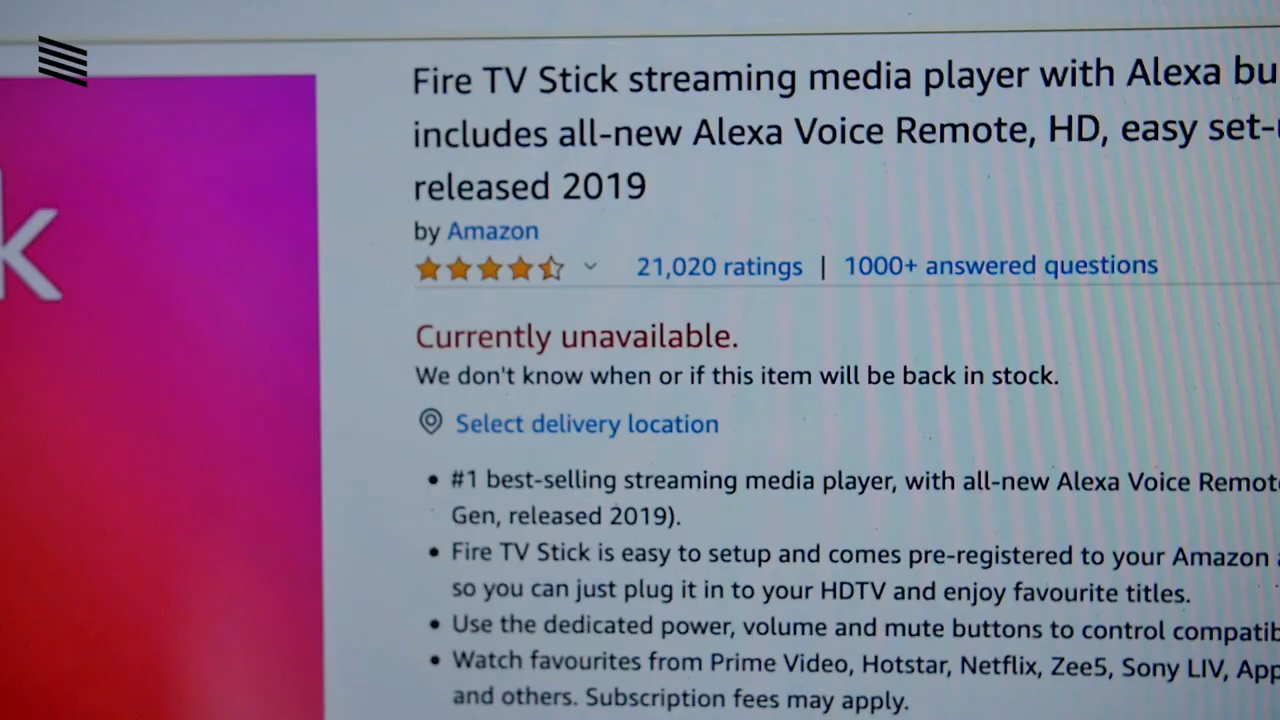 Fire TV Stick streaming media player with Alexa
includes all-new Alexa Voice Remote, HD, easy
released 2019
k
by Amazon
21,020 ratings | 1000+ answered questions
Currently unavailable.
We don't know when or if this item will be back in stock.
Select delivery location
• #1 best-selling streaming media player, with all-new Alexa Voice
Gen, released 2019).
• Fire TV Stick is easy to setup and comes pre-registered to your Amazon
so you can just plug it in to your HDTV and enjoy favourite titles.
• Use the dedicated power, volume and mute buttons to control
• Watch favourites from Prime Video, Hotstar, Netflix, Zee5, Sony LIV,
and others. Subscription fees may apply.